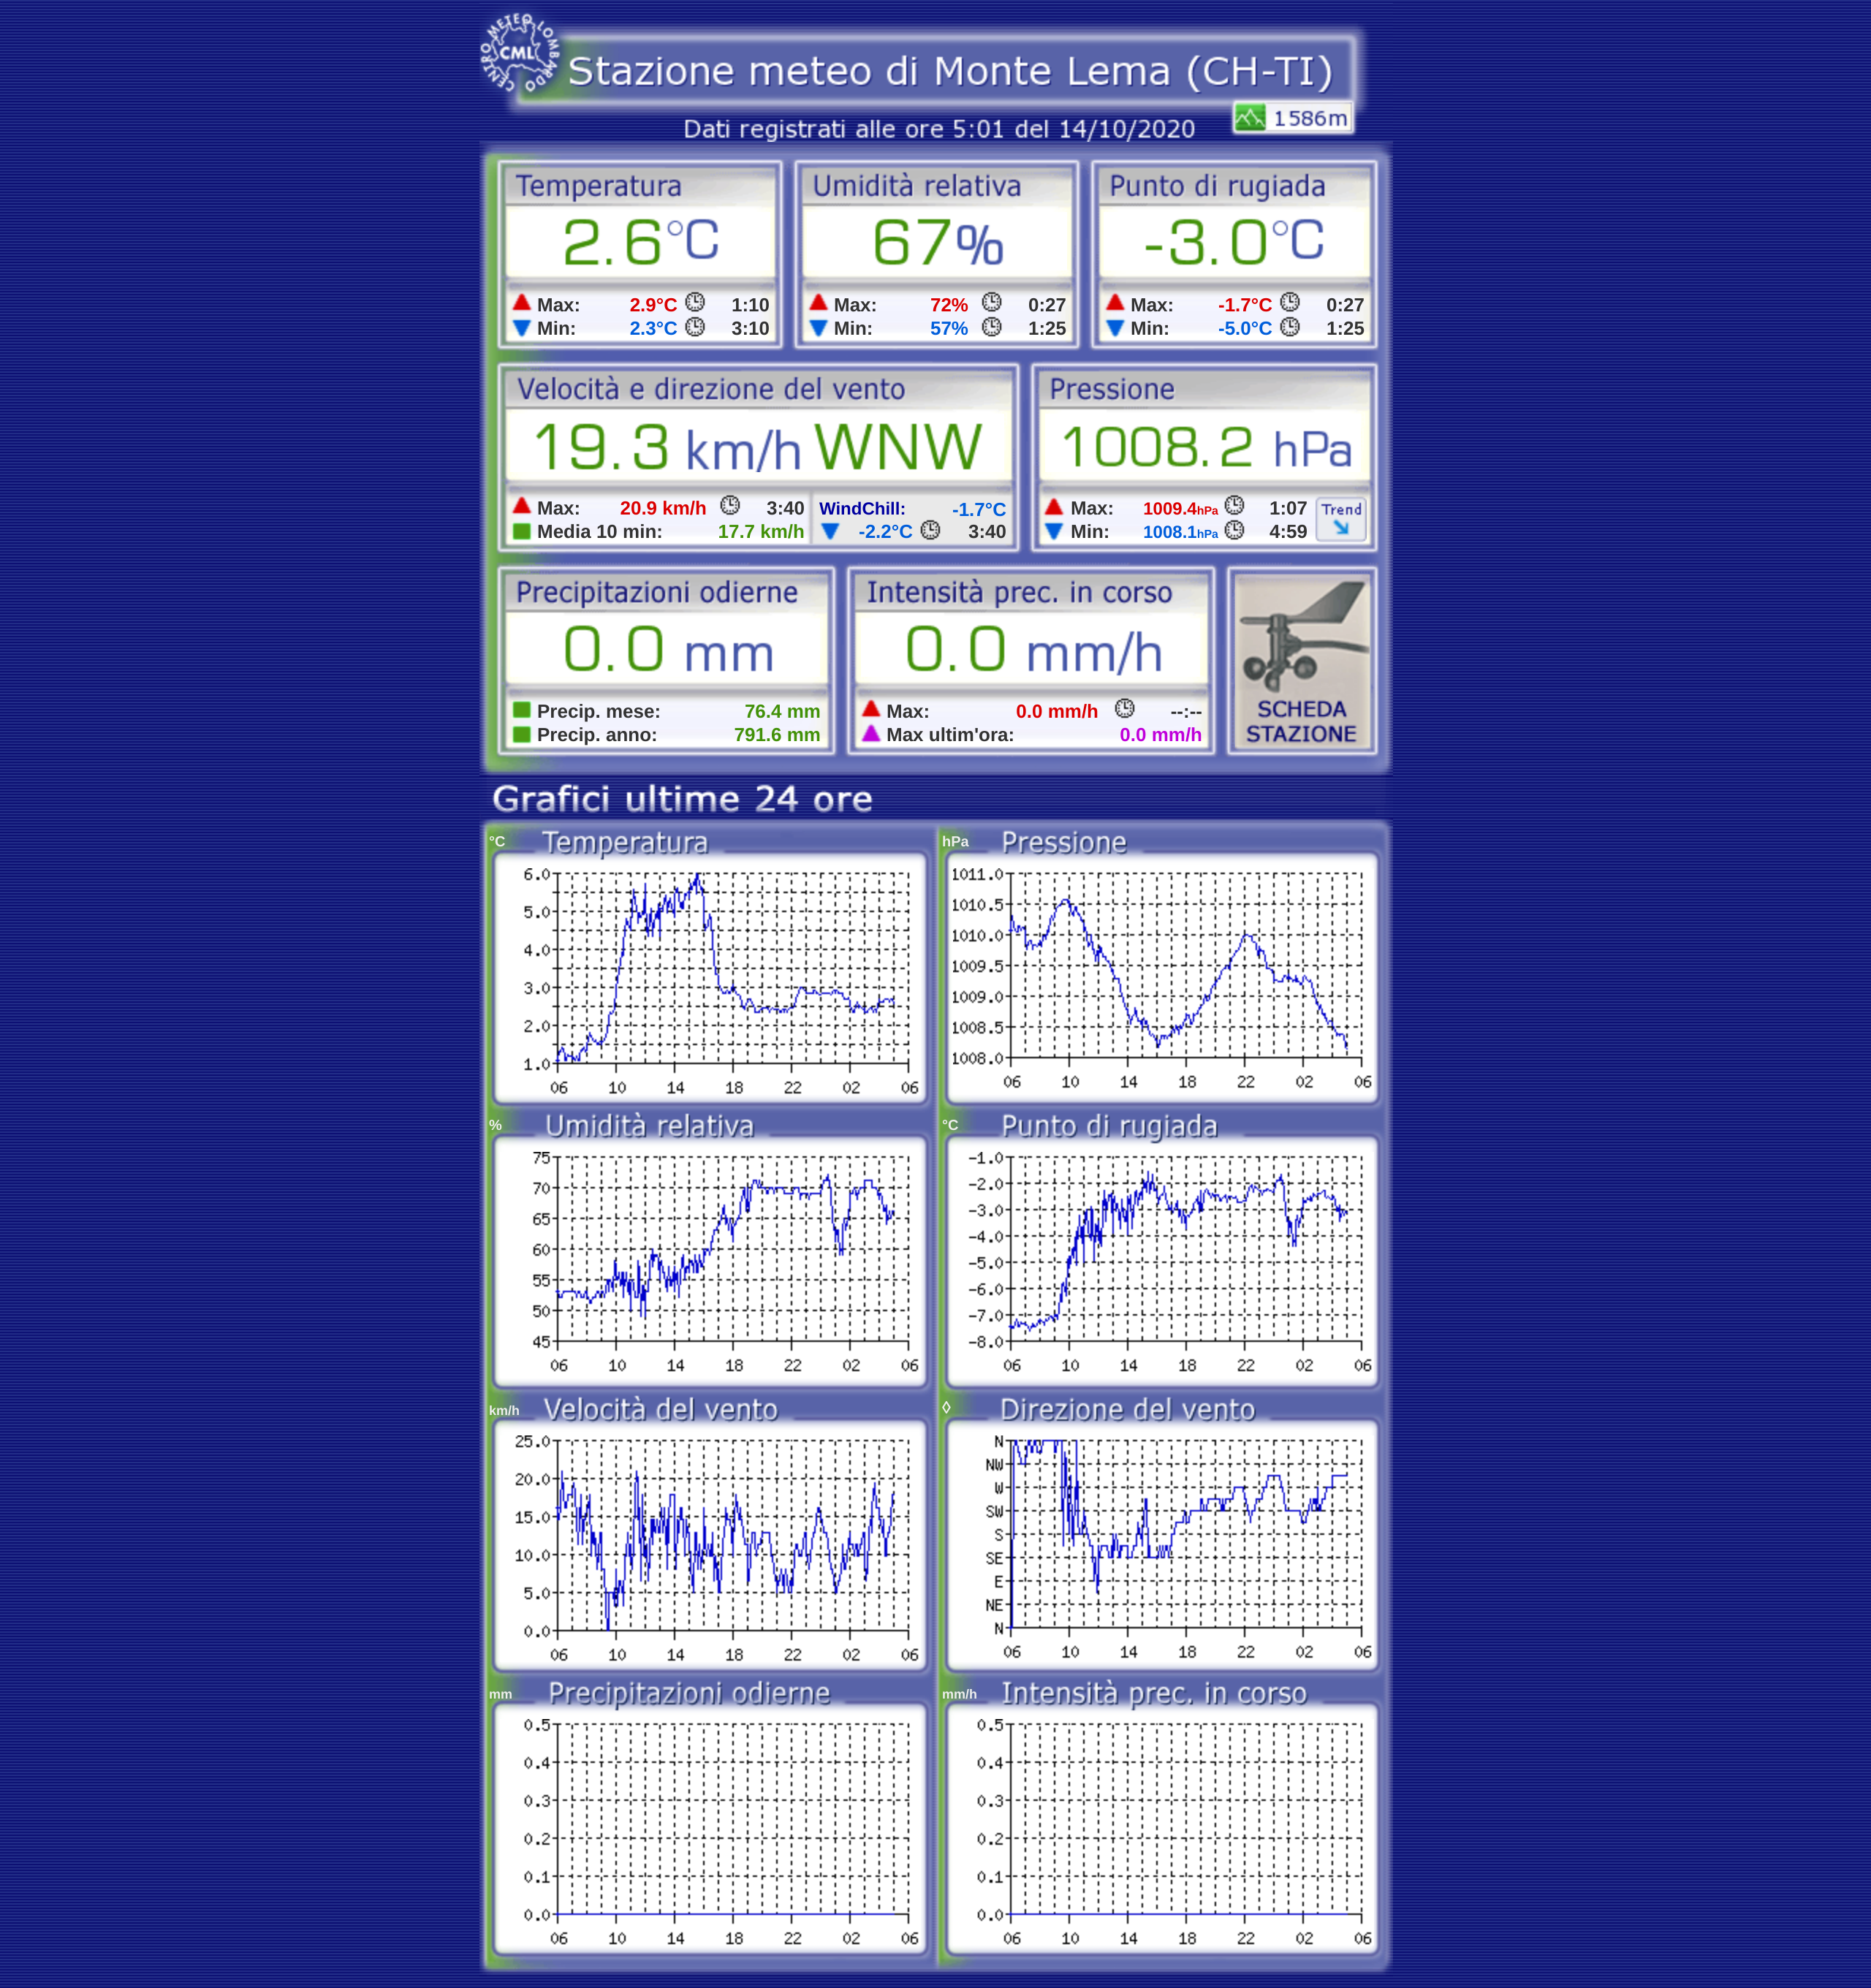 CENTRO METEO LOMBARDO
CML
Stazione meteo di Monte Lema (CH-TI)
1586m
Dati registrati alle ore 5:01 del 14/10/2020
Temperatura Umidità relativa Punto di rugiada
2.6°C 67% -3.0°C
Max: 2.9°C 1:10 Max: 72% 0:27 Max: -1.7°C 0:27
Min: 2.3°C 3:10 Min: 57% 1:25 Min: -5.0°C 1:25
Velocità e direzione del vento Pressione
19.3 km/h WNW 1008.2 hPa
Max: 20.9 km/h 3:40 WindChill: -1.7°C Max: 1009.4hPa 1:07 Trend
Media 10 min: 17.7 km/h -2.2°C 3:40 Min: 1008.1hPa 4:59
Precipitazioni odierne Intensità prec. in corso
0.0 mm 0.0 mm/h
Precip. mese: 76.4 mm Max: 0.0 mm/h --:-- SCHEDA
Precip. anno: 791.6 mm Max ultim'ora: 0.0 mm/h STAZIONE
Grafici ultime 24 ore
°C Temperatura
6.0
5.0
4.0
3.0
2.0
1.0
06 10 14 18 22 02 06
hPa Pressione
1011.0
1010.5
1010.0
1009.5
1009.0
1008.5
1008.0
06 10 14 18 22 02 06
% Umidità relativa
75
70
65
60
55
50
45
06 10 14 18 22 02 06
°C Punto di rugiada
-1.0
-2.0
-3.0
-4.0
-5.0
-6.0
-7.0
-8.0
06 10 14 18 22 02 06
km/h Velocità del vento
25.0
20.0
15.0
10.0
5.0
0.0
06 10 14 18 22 02 06
◊ Direzione del vento
N
NW
W
SW
S
SE
E
NE
N
06 10 14 18 22 02 06
mm Precipitazioni odierne
0.5
0.4
0.3
0.2
0.1
0.0
06 10 14 18 22 02 06
mm/h Intensità prec. in corso
0.5
0.4
0.3
0.2
0.1
0.0
06 10 14 18 22 02 06